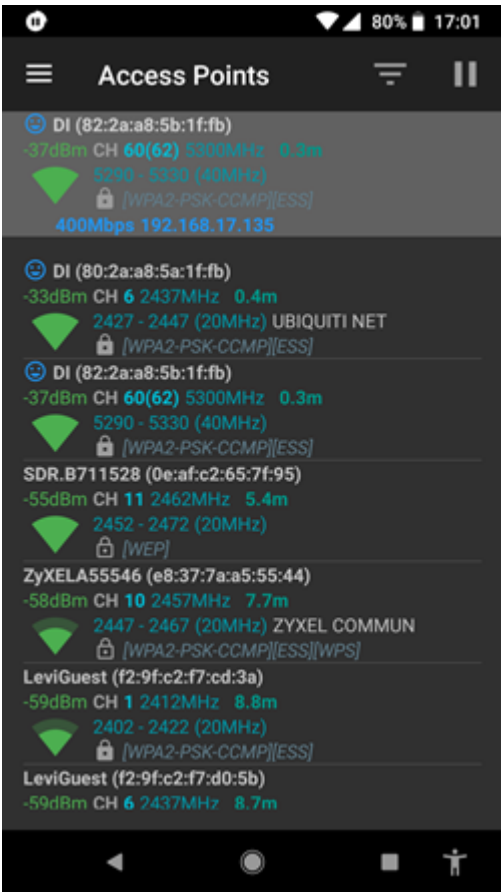 80% 17:01
Access Points
DI (82:2a:a8:5b:1f:fb)
-37dBm CH 60(62) 5300MHz 0.3m
5290 - 5330 (40MHz)
[WPA2-PSK-CCMP][ESS]
400Mbps 192.168.17.135
DI (80:2a:a8:5a:1f:fb)
-33dBm CH 6 2437MHz 0.4m
2427 - 2447 (20MHz) UBIQUITI NET
[WPA2-PSK-CCMP][ESS]
DI (82:2a:a8:5b:1f:fb)
-37dBm CH 60(62) 5300MHz 0.3m
5290 - 5330 (40MHz)
[WPA2-PSK-CCMP][ESS]
SDR.B711528 (0e:af:c2:65:7f:95)
-55dBm CH 11 2462MHz 5.4m
2452 - 2472 (20MHz)
[WEP]
ZyXELA55546 (e8:37:7a:a5:55:44)
-58dBm CH 10 2457MHz 7.7m
2447 - 2467 (20MHz) ZYXEL COMMUN
[WPA2-PSK-CCMP][ESS][WPS]
LeviGuest (f2:9f:c2:f7:cd:3a)
-59dBm CH 1 2412MHz 8.8m
2402 - 2422 (20MHz)
[WPA2-PSK-CCMP][ESS]
LeviGuest (f2:9f:c2:f7:d0:5b)
-59dBm CH 6 2437MHz 8.7m